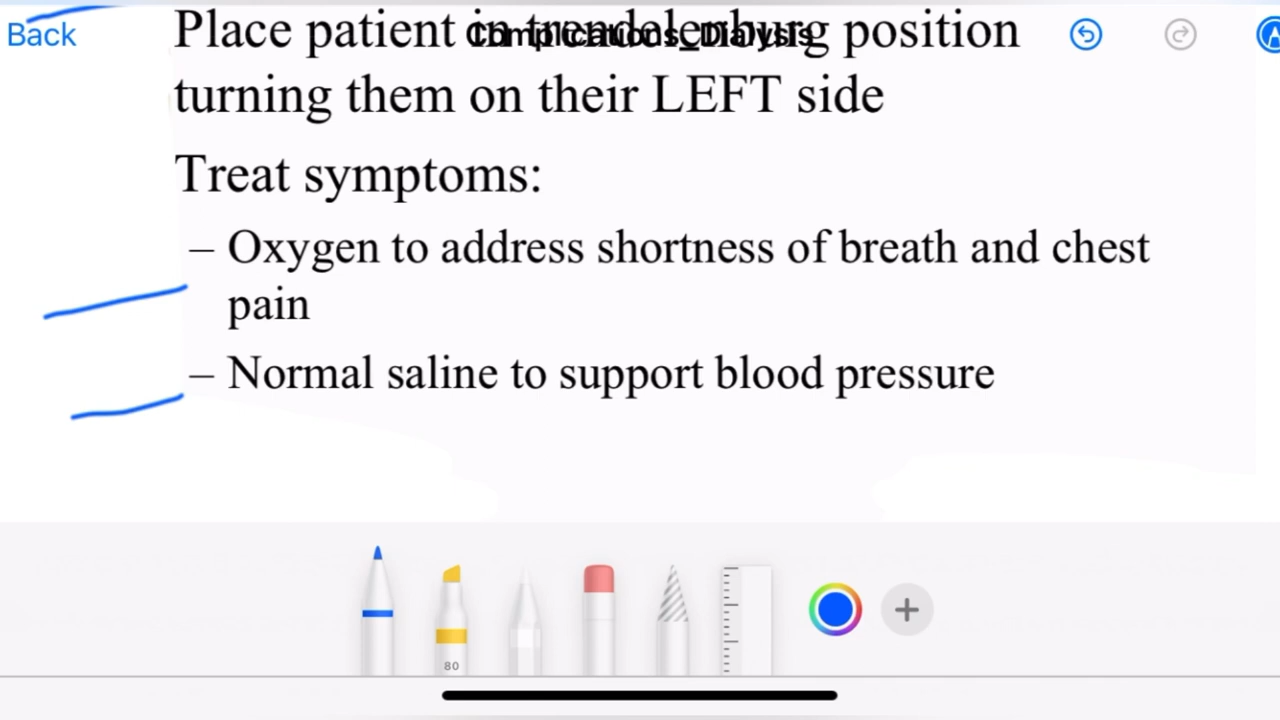 Back
Complications_Dialysis
Place patient in trendelenburg position
turning them on their LEFT side
Treat symptoms:
– Oxygen to address shortness of breath and chest
pain
– Normal saline to support blood pressure
80